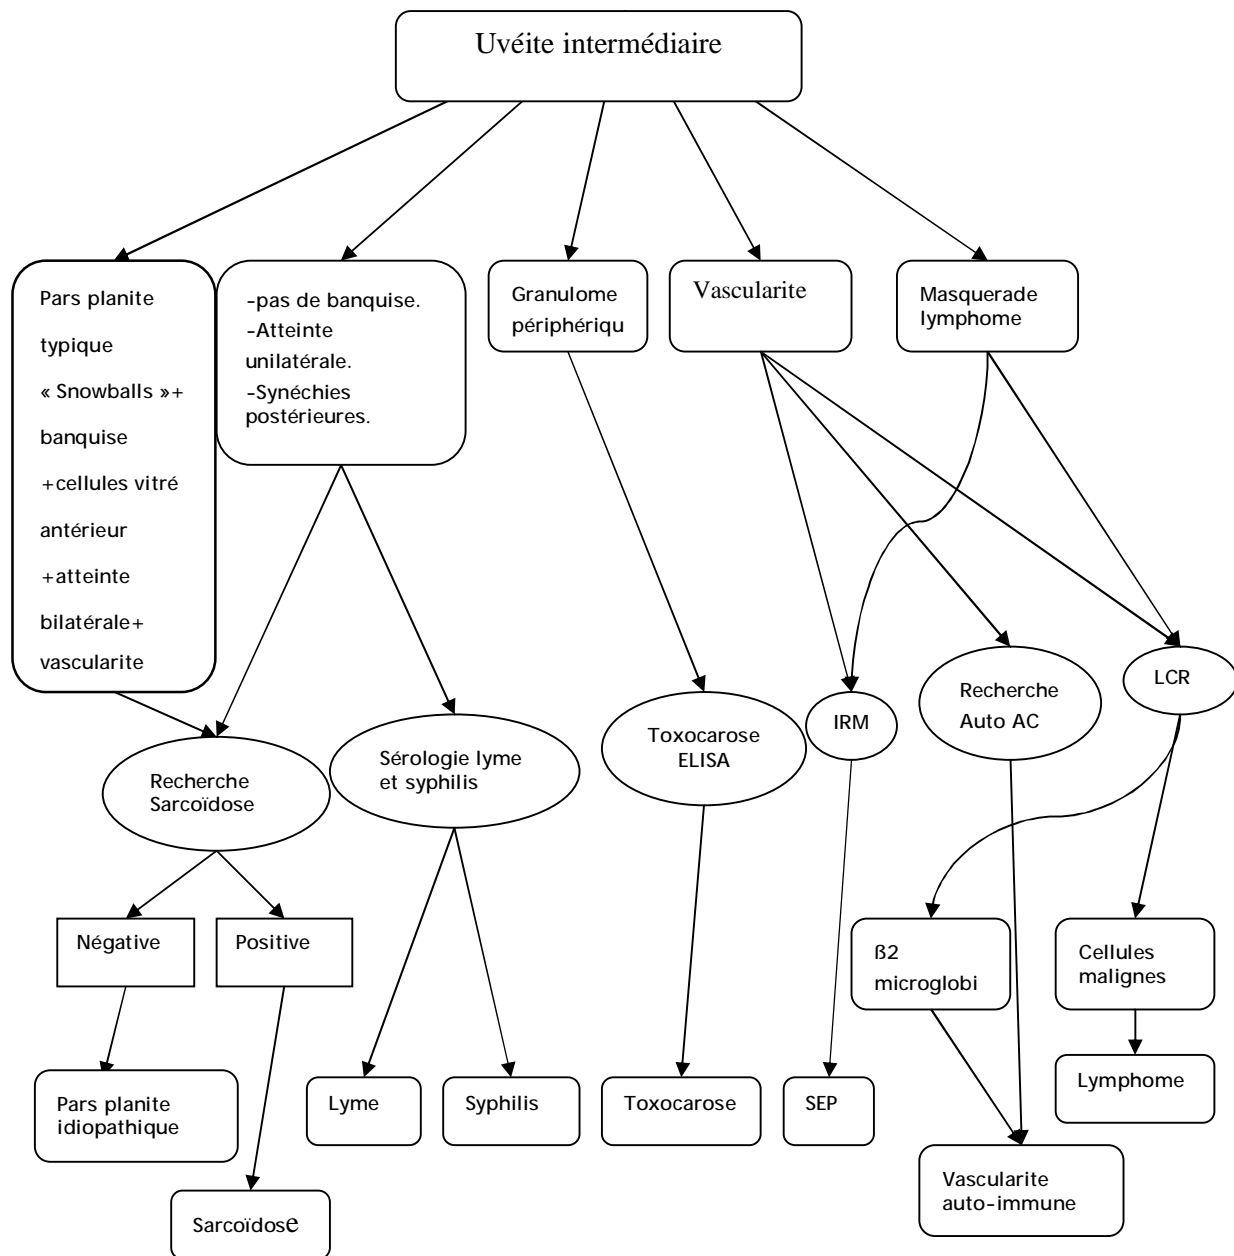 Uvéite intermédiaire
Pars planite
typique
« Snowballs »+
banquise
+cellules vitré
antérieur
+atteinte
bilatérale+
vascularite
-pas de banquise.
-Atteinte
unilatérale.
-Synéchies
postérieures.
Granulome
périphériqu
Vascularite
Masquerade
lymphome
Recherche
Sarcoïdose
Sérologie lyme
et syphilis
Toxocarose
ELISA
IRM
Recherche
Auto AC
LCR
Négative
Positive
ß2
microglobi
Cellules
malignes
Pars planite
idiopathique
Lyme
Syphilis
Toxocarose
SEP
Lymphome
Sarcoïdose
Vascularite
auto-immune